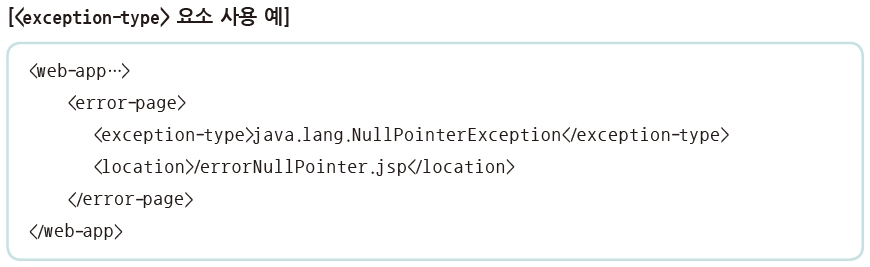 [<exception-type> 요소 사용 예]
<web-app…>
<error-page>
<exception-type>java.lang.NullPointerException</exception-type>
<location>/errorNullPointer.jsp</location>
</error-page>
</web-app>